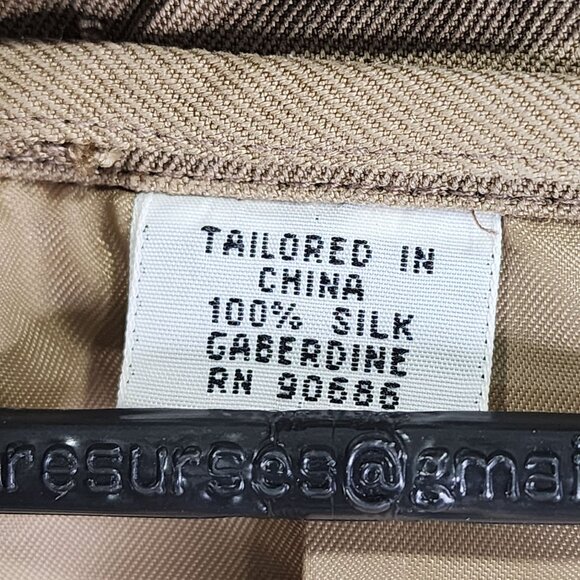 TAILORED IN
CHINA
100% SILK
GABERDINE
RN 90686
resurses@gmai